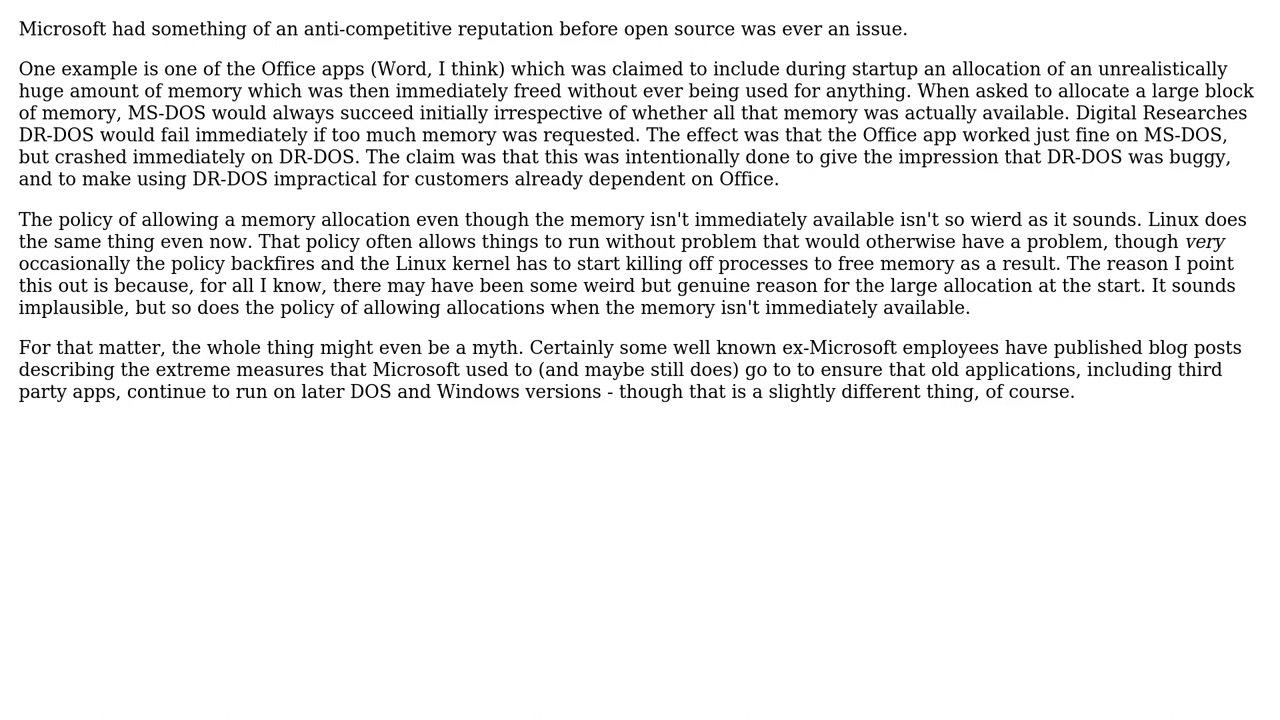 Microsoft had something of an anti-competitive reputation before open source was ever an issue.
One example is one of the Office apps (Word, I think) which was claimed to include during startup an allocation of an unrealistically
huge amount of memory which was then immediately freed without ever being used for anything. When asked to allocate a large block
of memory, MS-DOS would always succeed initially irrespective of whether all that memory was actually available. Digital Researches
DR-DOS would fail immediately if too much memory was requested. The effect was that the Office app worked just fine on MS-DOS,
but crashed immediately on DR-DOS. The claim was that this was intentionally done to give the impression that DR-DOS was buggy,
and to make using DR-DOS impractical for customers already dependent on Office.
The policy of allowing a memory allocation even though the memory isn't immediately available isn't so wierd as it sounds. Linux does
the same thing even now. That policy often allows things to run without problem that would otherwise have a problem, though very
occasionally the policy backfires and the Linux kernel has to start killing off processes to free memory as a result. The reason I point
this out is because, for all I know, there may have been some weird but genuine reason for the large allocation at the start. It sounds
implausible, but so does the policy of allowing allocations when the memory isn't immediately available.
For that matter, the whole thing might even be a myth. Certainly some well known ex-Microsoft employees have published blog posts
describing the extreme measures that Microsoft used to (and maybe still does) go to to ensure that old applications, including third
party apps, continue to run on later DOS and Windows versions - though that is a slightly different thing, of course.